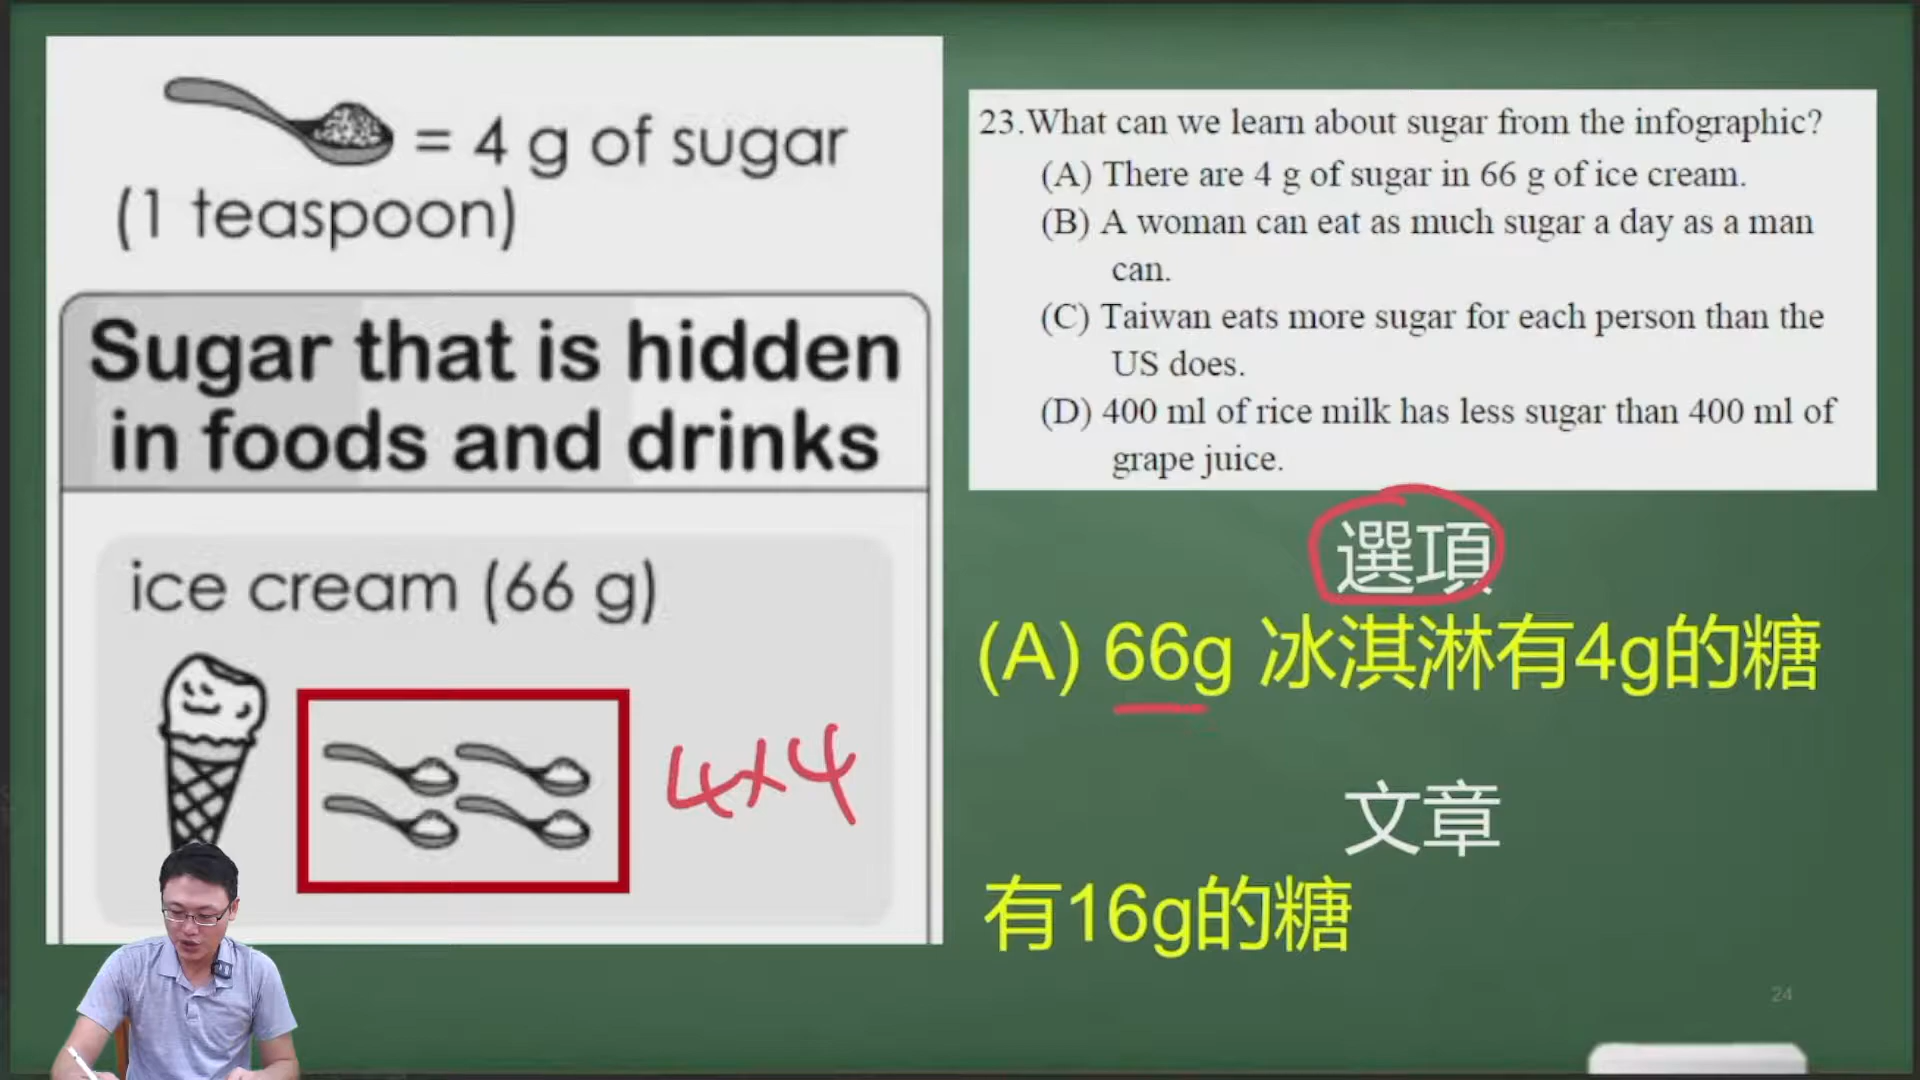 = 4 g of sugar
(1 teaspoon)
Sugar that is hidden
in foods and drinks
ice cream (66 g)
4x4
23.What can we learn about sugar from the infographic?
(A) There are 4 g of sugar in 66 g of ice cream.
(B) A woman can eat as much sugar a day as a man
can.
(C) Taiwan eats more sugar for each person than the
US does.
(D) 400 ml of rice milk has less sugar than 400 ml of
grape juice.
選項
(A) 66g 冰淇淋有4g的糖
文章
有16g的糖
24